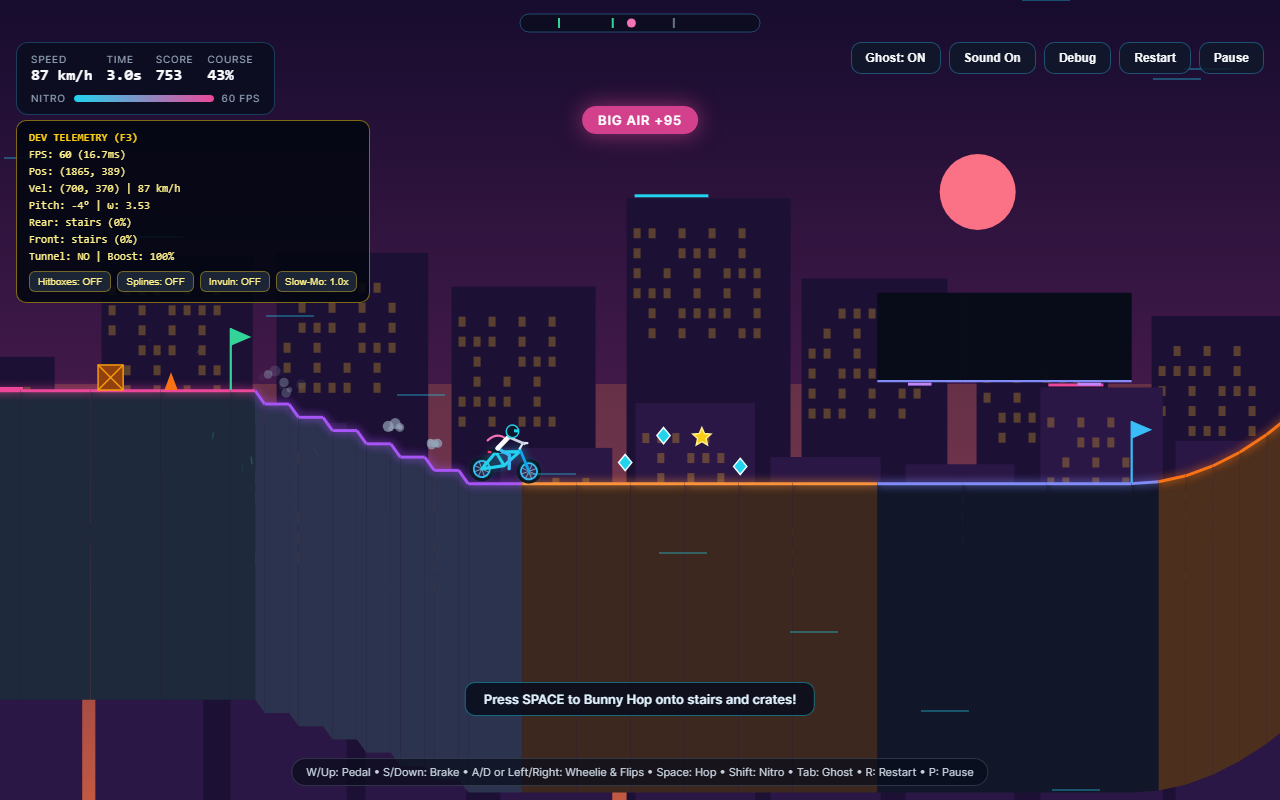 SPEED TIME SCORE COURSE
87 km/h 3.0s 753 43%
NITRO 60 FPS
Ghost: ON Sound On Debug Restart Pause
BIG AIR +95
DEV TELEMETRY (F3)
FPS: 60 (16.7ms)
Pos: (1865, 389)
Vel: (700, 370) | 87 km/h
Pitch: -4° | ω: 3.53
Rear: stairs (0%)
Front: stairs (0%)
Tunnel: NO | Boost: 100%
Hitboxes: OFF Splines: OFF Invuln: OFF Slow-Mo: 1.0x
Press SPACE to Bunny Hop onto stairs and crates!
W/Up: Pedal • S/Down: Brake • A/D or Left/Right: Wheelie & Flips • Space: Hop • Shift: Nitro • Tab: Ghost • R: Restart • P: Pause